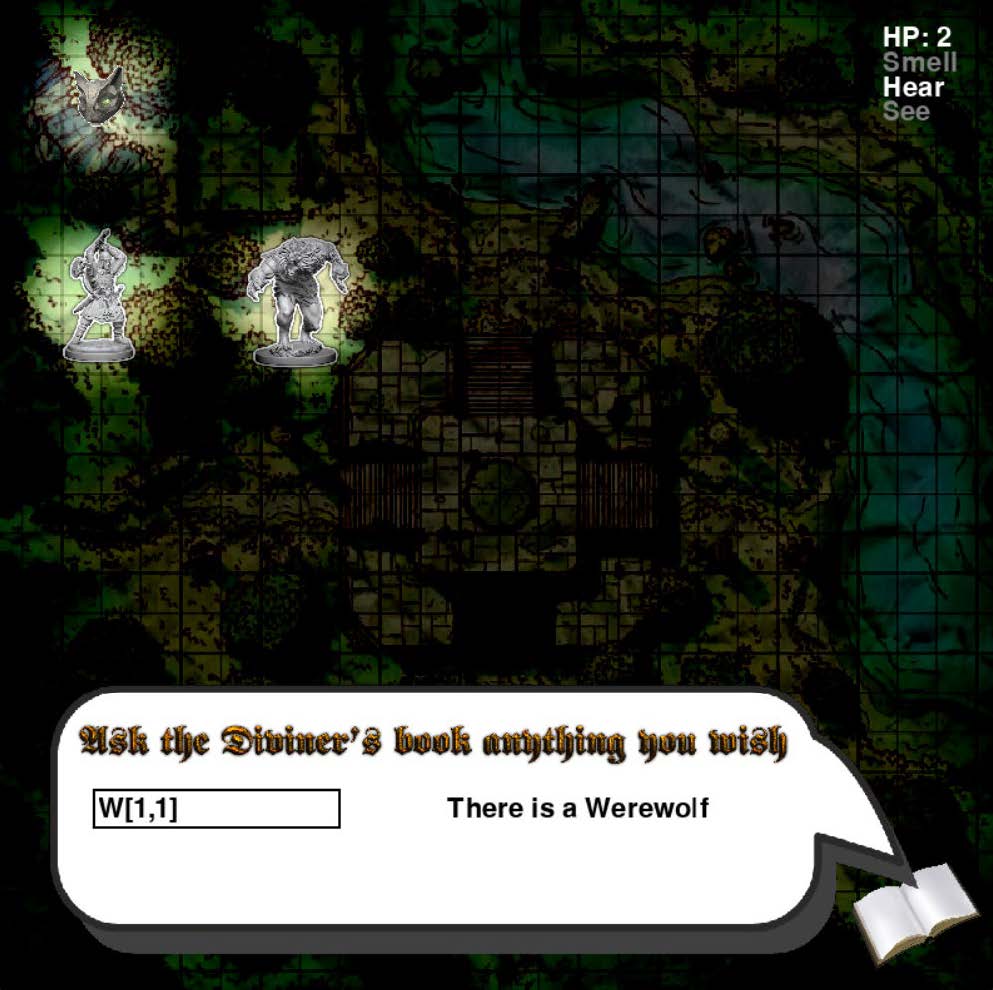 HP: 2
Smell
Hear
See
Ask the Diviner's book anything you wish
W[1,1]
There is a Werewolf